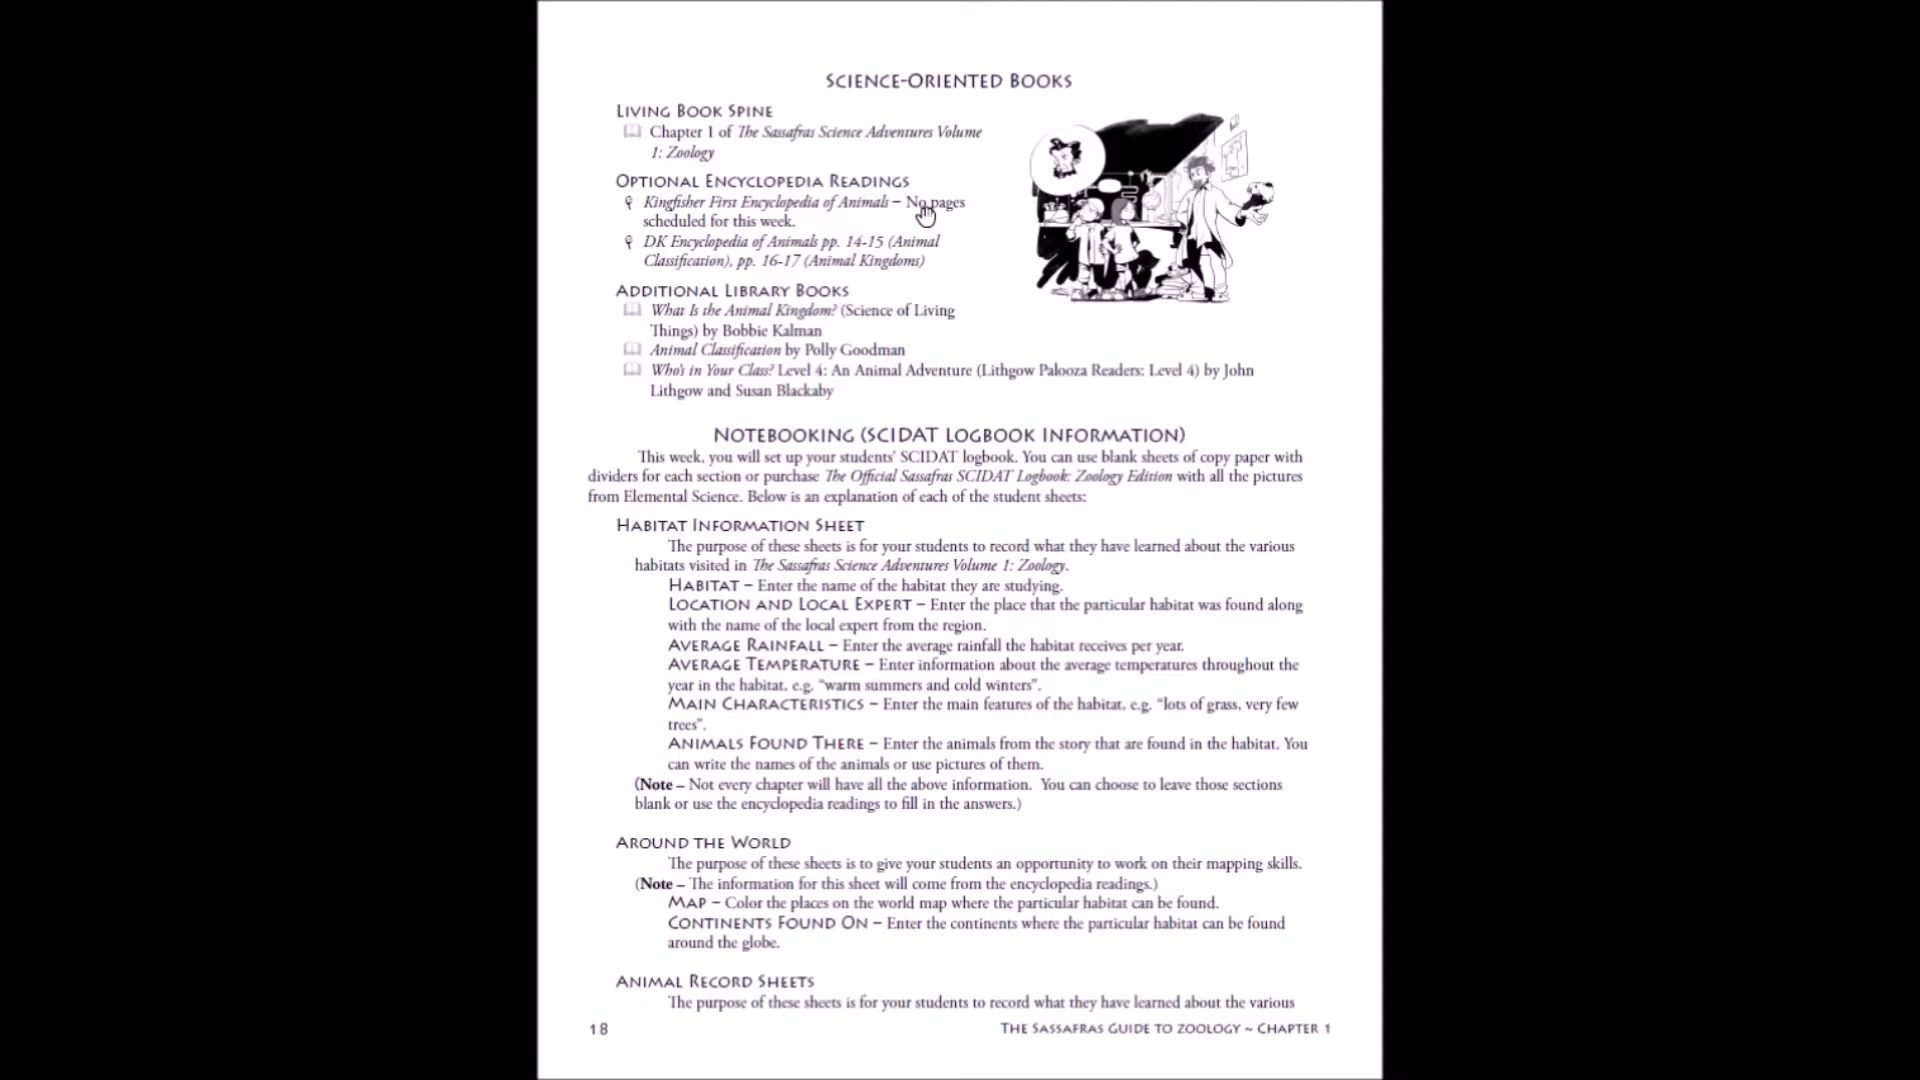 SCIENCE-ORIENTED BOOKS
LIVING BOOK SPINE
Chapter 1 of The Sassafras Science Adventures Volume
1: Zoology
OPTIONAL ENCYCLOPEDIA READINGS
Kingfisher First Encyclopedia of Animals – No pages
scheduled for this week.
DK Encyclopedia of Animals pp. 14-15 (Animal
Classification), pp. 16-17 (Animal Kingdoms)
ADDITIONAL LIBRARY BOOKS
What Is the Animal Kingdom? (Science of Living
Things) by Bobbie Kalman
Animal Classification by Polly Goodman
Who's in Your Class? Level 4: An Animal Adventure (Lithgow Palooza Readers: Level 4) by John
Lithgow and Susan Blackaby
NOTEBOOKING (SCIDAT LOGBOOK INFORMATION)
This week, you will set up your students' SCIDAT logbook. You can use blank sheets of copy paper with
dividers for each section or purchase The Official Sassafras SCIDAT Logbook: Zoology Edition with all the pictures
from Elemental Science. Below is an explanation of each of the student sheets:
HABITAT INFORMATION SHEET
The purpose of these sheets is for your students to record what they have learned about the various
habitats visited in The Sassafras Science Adventures Volume 1: Zoology.
HABITAT – Enter the name of the habitat they are studying.
LOCATION AND LOCAL EXPERT – Enter the place that the particular habitat was found along
with the name of the local expert from the region.
AVERAGE RAINFALL – Enter the average rainfall the habitat receives per year.
AVERAGE TEMPERATURE – Enter information about the average temperatures throughout the
year in the habitat, e.g. “warm summers and cold winters”.
MAIN CHARACTERISTICS – Enter the main features of the habitat, e.g. “lots of grass, very few
trees”.
ANIMALS FOUND THERE – Enter the animals from the story that are found in the habitat. You
can write the names of the animals or use pictures of them.
(Note – Not every chapter will have all the above information. You can choose to leave those sections
blank or use the encyclopedia readings to fill in the answers.)
AROUND THE WORLD
The purpose of these sheets is to give your students an opportunity to work on their mapping skills.
(Note – The information for this sheet will come from the encyclopedia readings.)
MAP – Color the places on the world map where the particular habitat can be found.
CONTINENTS FOUND ON – Enter the continents where the particular habitat can be found
around the globe.
ANIMAL RECORD SHEETS
The purpose of these sheets is for your students to record what they have learned about the various
18 THE SASSAFRAS GUIDE TO ZOOLOGY ~ CHAPTER 1